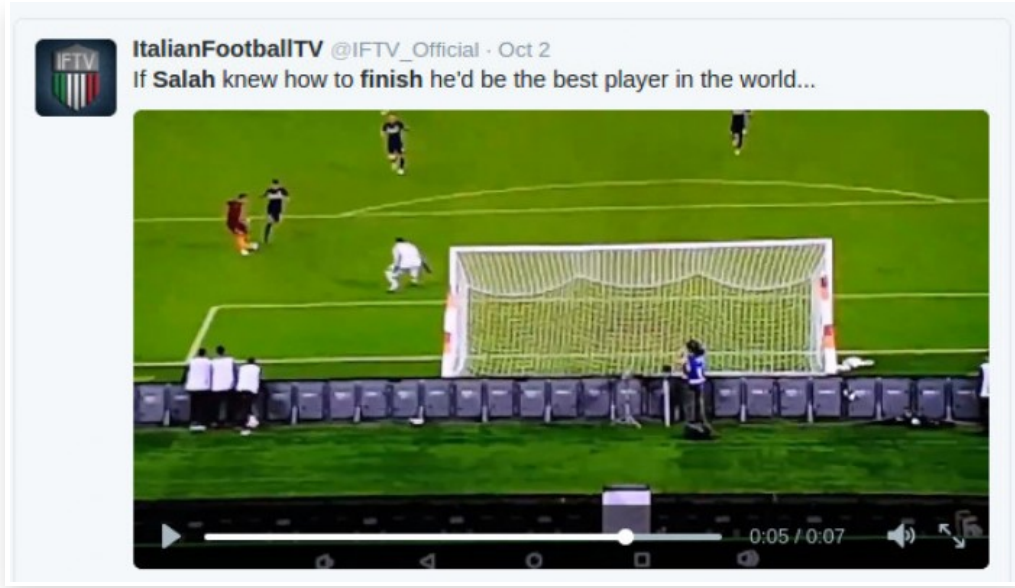 IFTV
ItalianFootballTV @IFTV_Official · Oct 2
If Salah knew how to finish he'd be the best player in the world...
0:05 / 0:07